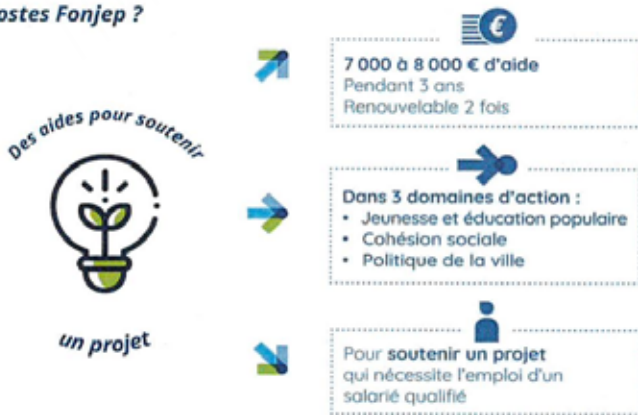 ostes Fonjep ?
Des aides pour soutenir
un projet
€
7 000 à 8 000 € d'aide
Pendant 3 ans
Renouvelable 2 fois
Dans 3 domaines d'action :
• Jeunesse et éducation populaire
• Cohésion sociale
• Politique de la ville
Pour soutenir un projet
qui nécessite l'emploi d'un
salarié qualifié